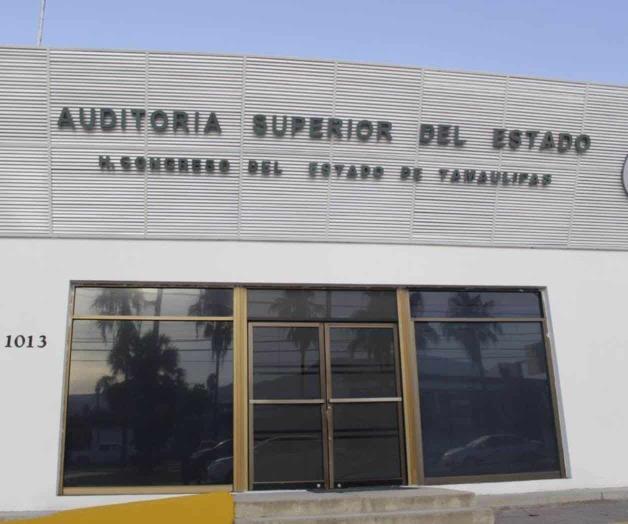 AUDITORIA SUPERIOR DEL ESTADO
H. CONGRESO DEL ESTADO DE TAMAULIPAS
1013